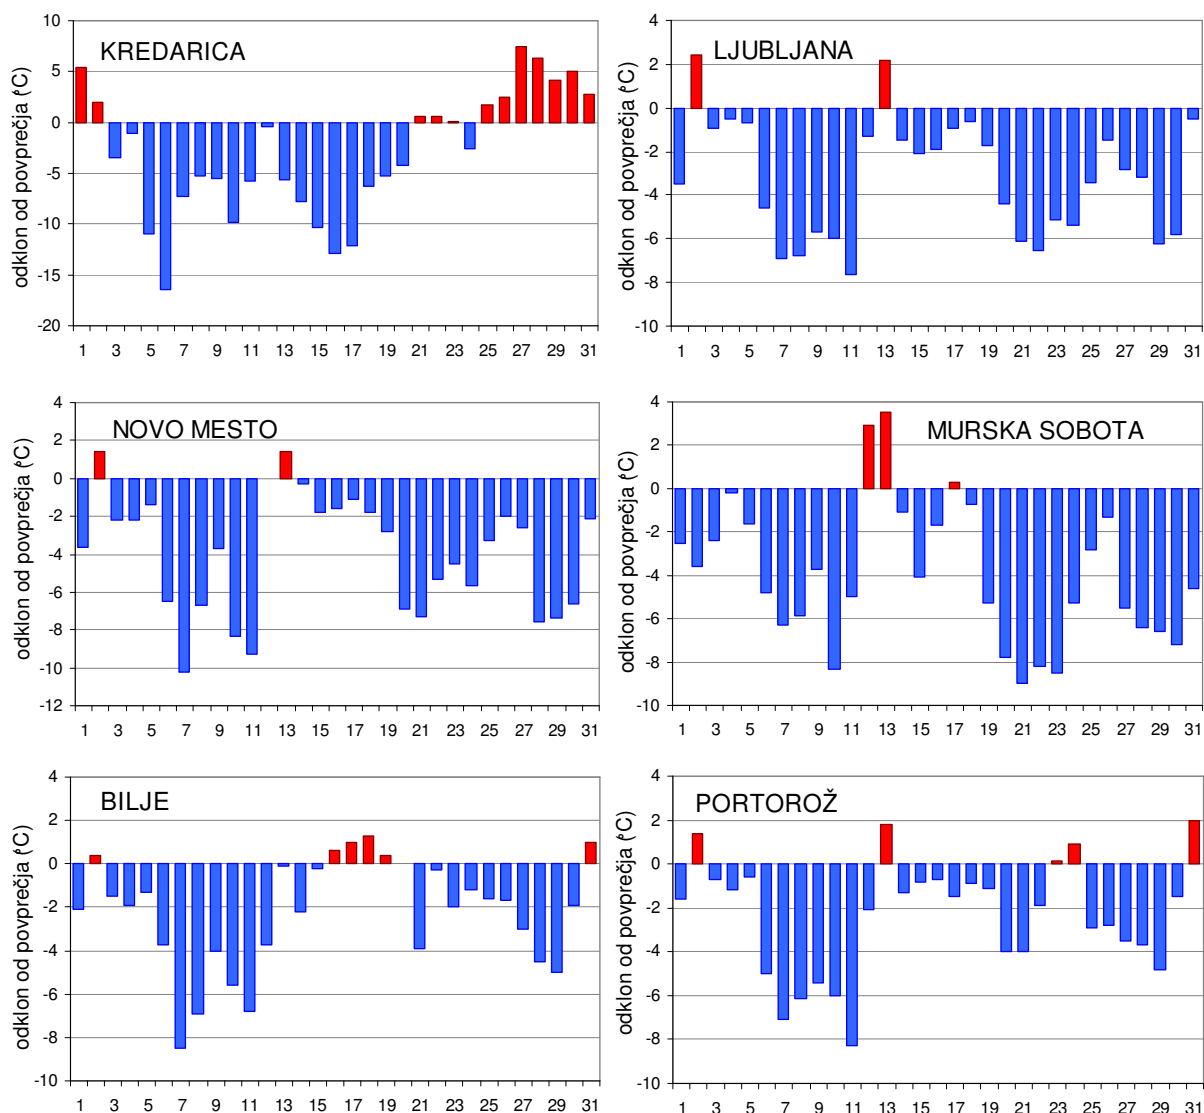 KREDARICA
odklon od povprečja (°C)
10
5
0
-5
-10
-15
-20
1 3 5 7 9 11 13 15 17 19 21 23 25 27 29 31
LJUBLJANA
odklon od povprečja (°C)
4
2
0
-2
-4
-6
-8
-10
1 3 5 7 9 11 13 15 17 19 21 23 25 27 29 31
NOVO MESTO
odklon od povprečja (°C)
4
2
0
-2
-4
-6
-8
-10
-12
1 3 5 7 9 11 13 15 17 19 21 23 25 27 29 31
MURSKA SOBOTA
odklon od povprečja (°C)
4
2
0
-2
-4
-6
-8
-10
1 3 5 7 9 11 13 15 17 19 21 23 25 27 29 31
BILJE
odklon od povprečja (°C)
4
2
0
-2
-4
-6
-8
-10
1 3 5 7 9 11 13 15 17 19 21 23 25 27 29 31
PORTOROŽ
odklon od povprečja (°C)
4
2
0
-2
-4
-6
-8
-10
1 3 5 7 9 11 13 15 17 19 21 23 25 27 29 31